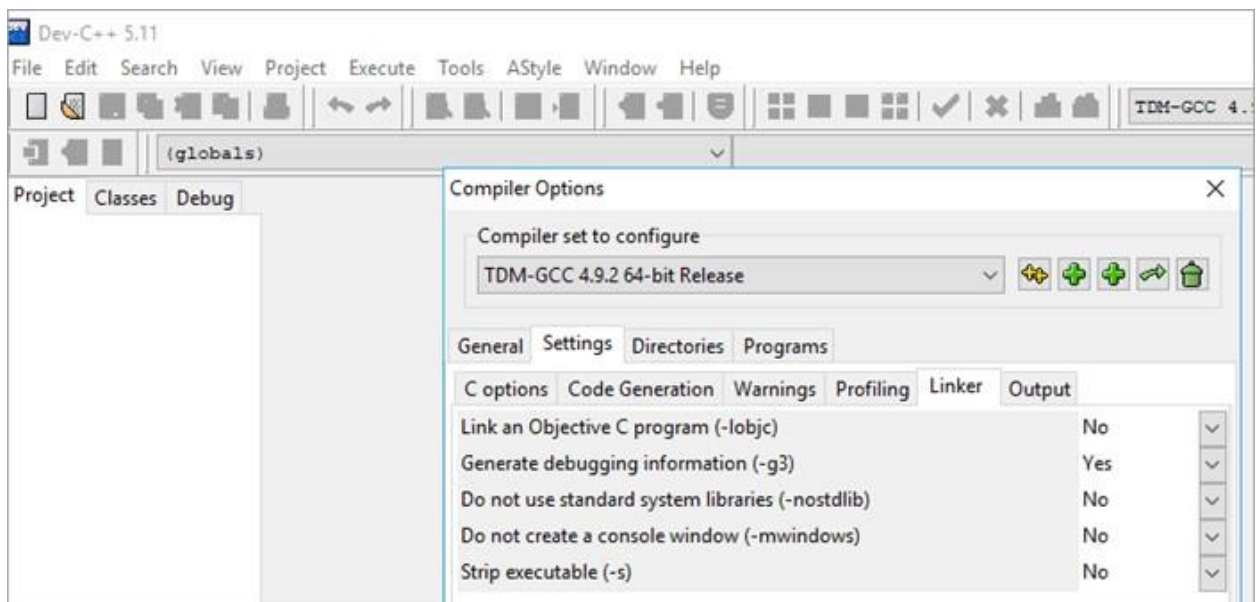 Dev-C++ 5.11
File Edit Search View Project Execute Tools AStyle Window Help
TDM-GCC 4.
(globals)
Project Classes Debug
Compiler Options
Compiler set to configure
TDM-GCC 4.9.2 64-bit Release
General Settings Directories Programs
C options Code Generation Warnings Profiling Linker Output
Link an Objective C program (-lobjc) No
Generate debugging information (-g3) Yes
Do not use standard system libraries (-nostdlib) No
Do not create a console window (-mwindows) No
Strip executable (-s) No